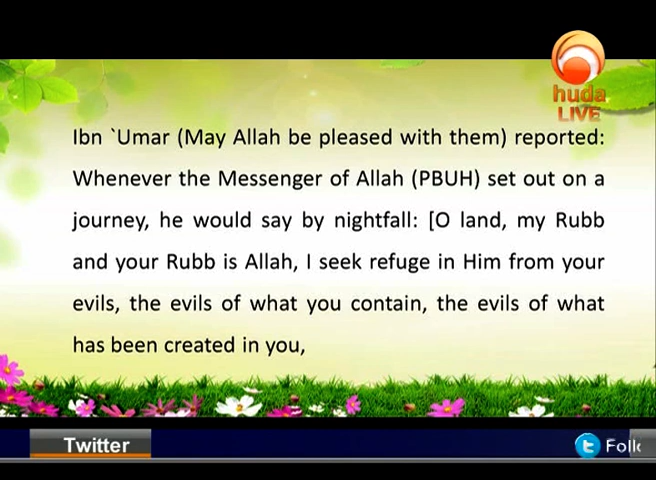 huda
LIVE
Ibn `Umar (May Allah be pleased with them) reported:
Whenever the Messenger of Allah (PBUH) set out on a
journey, he would say by nightfall: [O land, my Rubb
and your Rubb is Allah, I seek refuge in Him from your
evils, the evils of what you contain, the evils of what
has been created in you,
Twitter